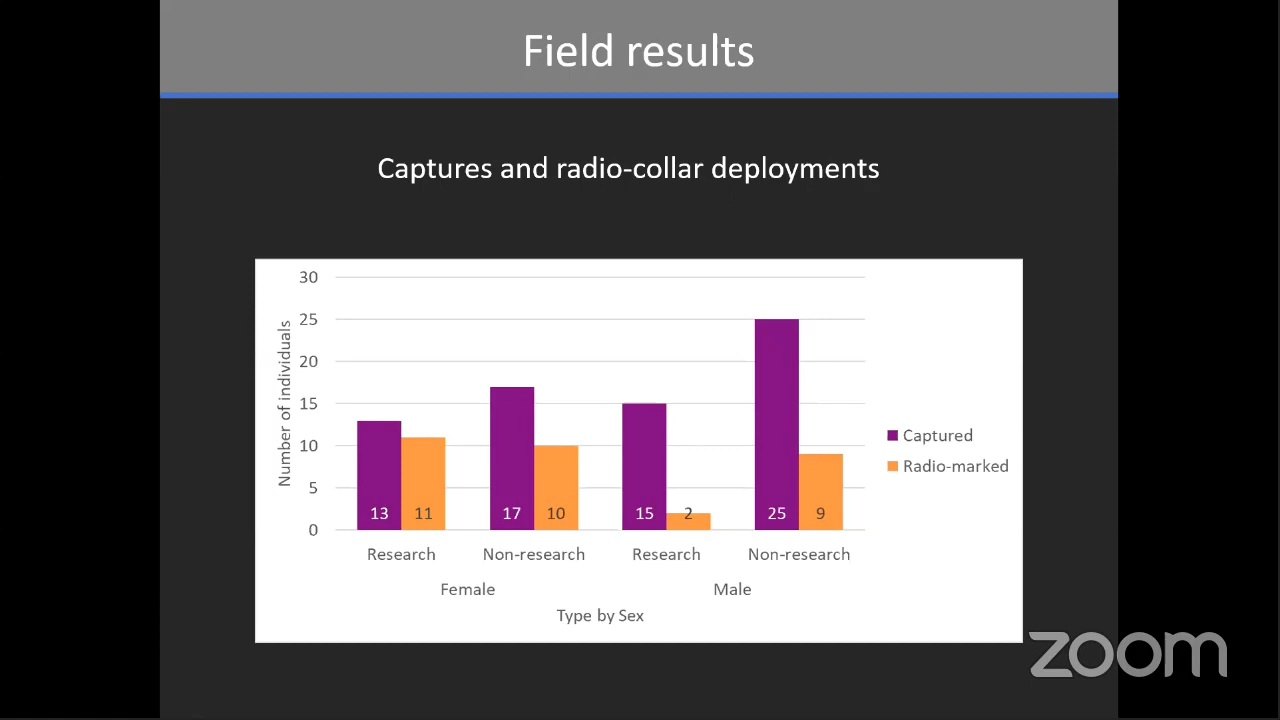 Field results
Captures and radio-collar deployments
30
25
20
15
10
5
0
Number of individuals
13 11 17 10 15 2 25 9
Research Non-research Research Non-research
Female Male
Type by Sex
Captured
Radio-marked
zoom